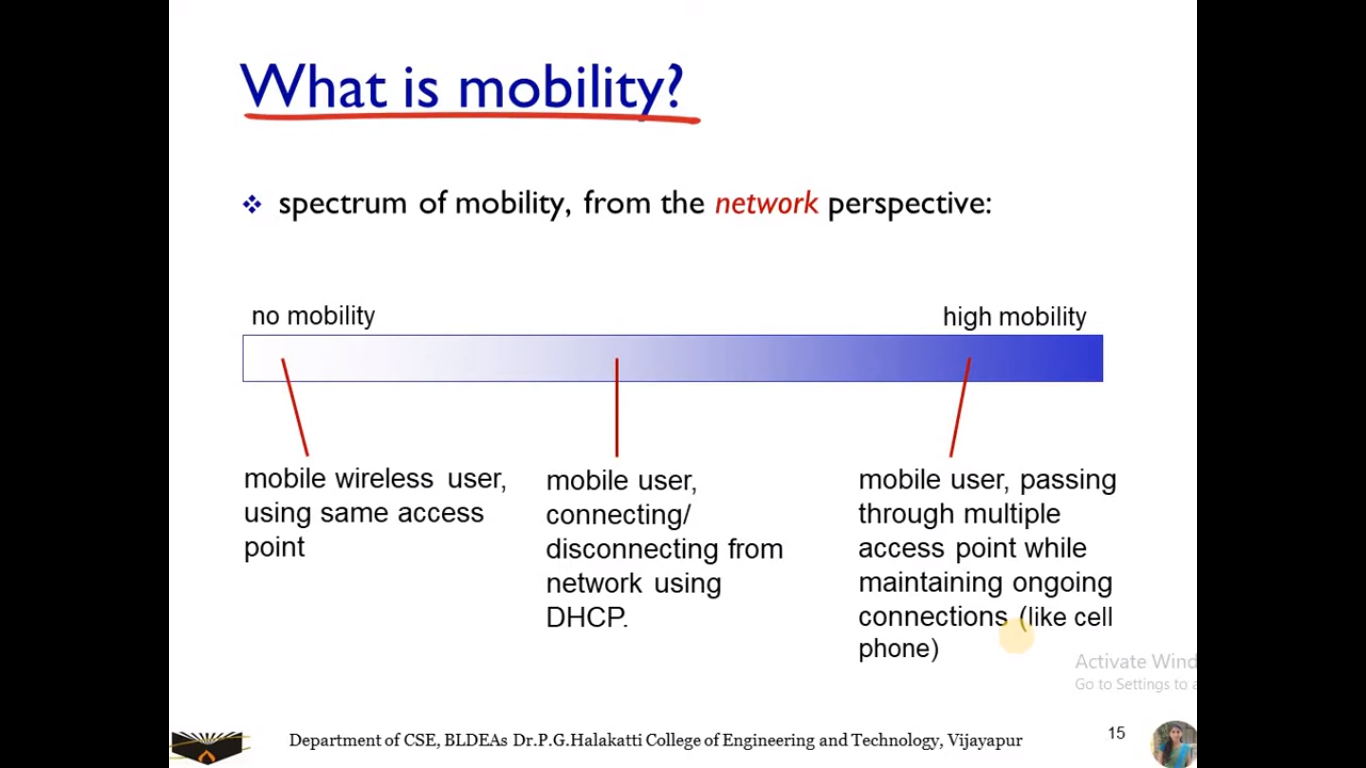 What is mobility?
spectrum of mobility, from the network perspective:
no mobility
high mobility
mobile wireless user,
using same access
point
mobile user,
connecting/
disconnecting from
network using
DHCP.
mobile user, passing
through multiple
access point while
maintaining ongoing
connections (like cell
phone)
Activate Wind
Go to Settings to a
Department of CSE, BLDEAs Dr.P.G.Halakatti College of Engineering and Technology, Vijayapur
15